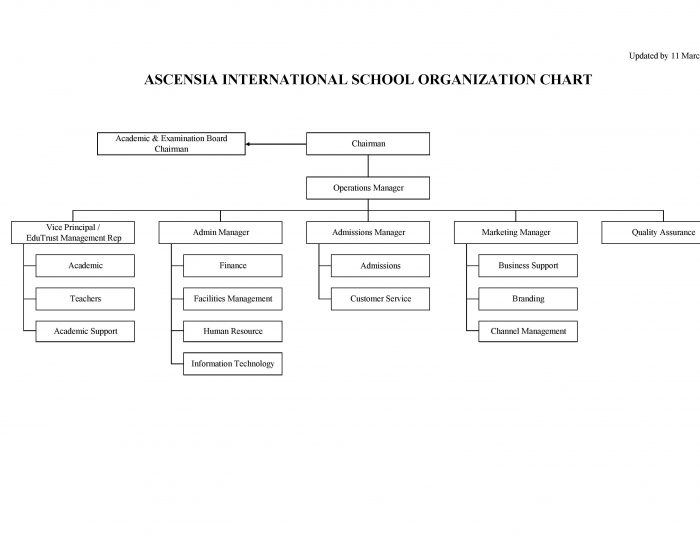 Updated by 11 Marc
ASCENSIA INTERNATIONAL SCHOOL ORGANIZATION CHART
Academic & Examination Board
Chairman
Chairman
Operations Manager
Vice Principal /
EduTrust Management Rep
Admin Manager
Admissions Manager
Marketing Manager
Quality Assurance
Academic
Finance
Admissions
Business Support
Teachers
Facilities Management
Customer Service
Branding
Academic Support
Human Resource
Channel Management
Information Technology